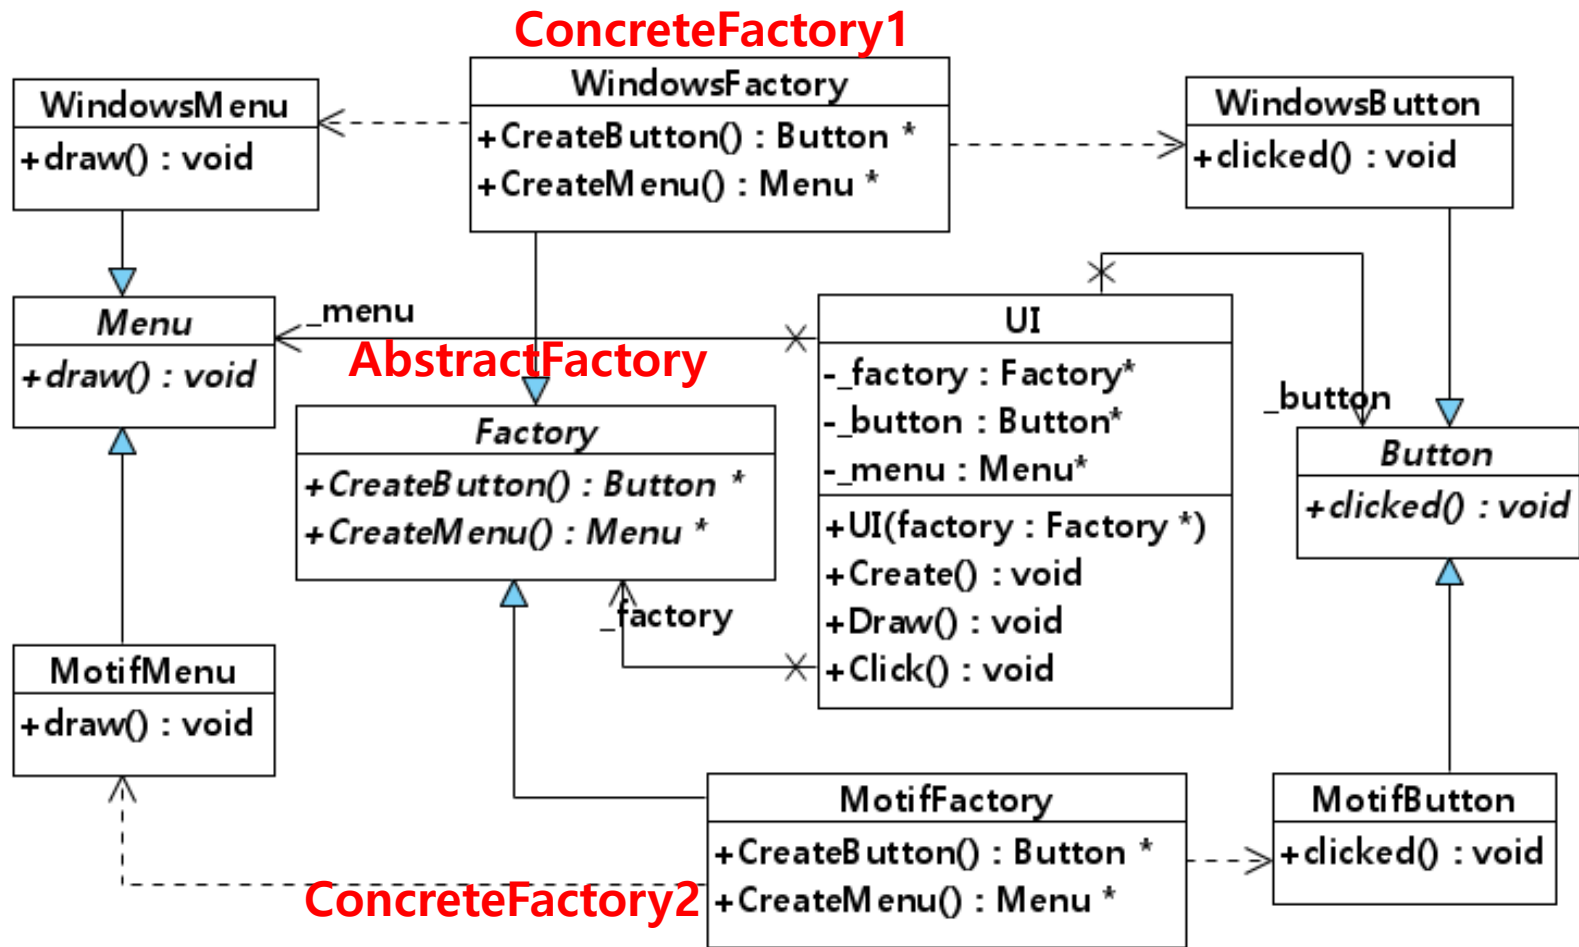 ConcreteFactory1
WindowsMenu
+draw() : void
WindowsFactory
+CreateButton() : Button *
+CreateMenu() : Menu *
WindowsButton
+clicked() : void
Menu
+draw() : void
_menu
AbstractFactory
Factory
+CreateButton() : Button *
+CreateMenu() : Menu *
_factory
UI
-_factory : Factory*
-_button : Button*
-_menu : Menu*
+UI(factory : Factory *)
+Create() : void
+Draw() : void
+Click() : void
_button
Button
+clicked() : void
MotifMenu
+draw() : void
MotifFactory
+CreateButton() : Button *
+CreateMenu() : Menu *
MotifButton
+clicked() : void
ConcreteFactory2